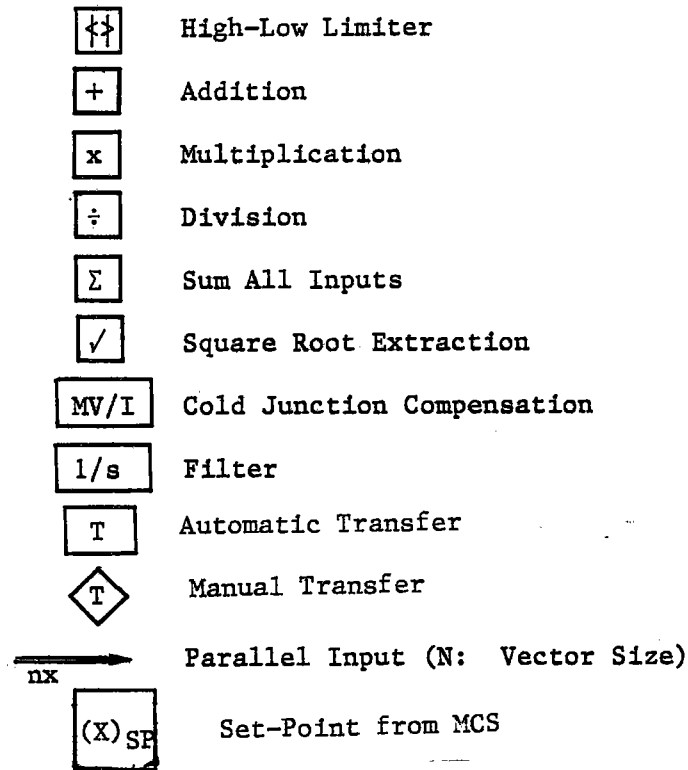 ≮≯ High-Low Limiter
+ Addition
x Multiplication
÷ Division
Σ Sum All Inputs
√ Square Root Extraction
MV/I Cold Junction Compensation
1/s Filter
T Automatic Transfer
T Manual Transfer
nx Parallel Input (N: Vector Size)
(X)SP Set-Point from MCS